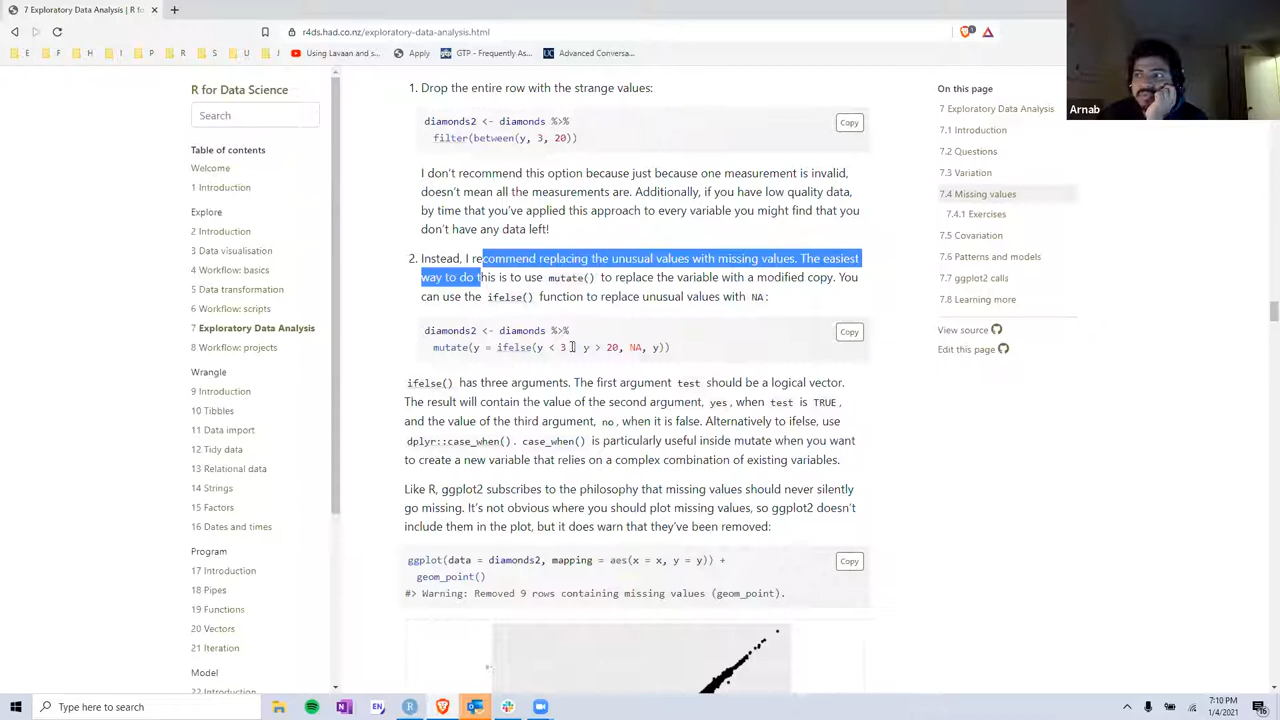 7 Exploratory Data Analysis | R f
r4ds.had.co.nz/exploratory-data-analysis.html
E F H I P R S U J Using Lavaan and s... Apply GTP - Frequently As... Advanced Conversa...
Arnab
R for Data Science
Search
Table of contents
Welcome
1 Introduction
Explore
2 Introduction
3 Data visualisation
4 Workflow: basics
5 Data transformation
6 Workflow: scripts
7 Exploratory Data Analysis
8 Workflow: projects
Wrangle
9 Introduction
10 Tibbles
11 Data import
12 Tidy data
13 Relational data
14 Strings
15 Factors
16 Dates and times
Program
17 Introduction
18 Pipes
19 Functions
20 Vectors
21 Iteration
Model
22 Introduction
1. Drop the entire row with the strange values:
diamonds2 <- diamonds %>%
filter(between(y, 3, 20))
Copy
I don't recommend this option because just because one measurement is invalid,
doesn't mean all the measurements are. Additionally, if you have low quality data,
by time that you've applied this approach to every variable you might find that you
don't have any data left!
2. Instead, I recommend replacing the unusual values with missing values. The easiest
way to do this is to use mutate() to replace the variable with a modified copy. You
can use the ifelse() function to replace unusual values with NA:
diamonds2 <- diamonds %>%
mutate(y = ifelse(y < 3 y > 20, NA, y))
Copy
ifelse() has three arguments. The first argument test should be a logical vector.
The result will contain the value of the second argument, yes, when test is TRUE,
and the value of the third argument, no, when it is false. Alternatively to ifelse, use
dplyr::case_when(). case_when() is particularly useful inside mutate when you want
to create a new variable that relies on a complex combination of existing variables.
Like R, ggplot2 subscribes to the philosophy that missing values should never silently
go missing. It's not obvious where you should plot missing values, so ggplot2 doesn't
include them in the plot, but it does warn that they've been removed:
ggplot(data = diamonds2, mapping = aes(x = x, y = y)) +
geom_point()
#> Warning: Removed 9 rows containing missing values (geom_point).
Copy
On this page
7 Exploratory Data Analysis
7.1 Introduction
7.2 Questions
7.3 Variation
7.4 Missing values
7.4.1 Exercises
7.5 Covariation
7.6 Patterns and models
7.7 ggplot2 calls
7.8 Learning more
View source
Edit this page
Type here to search
7:10 PM
1/4/2021